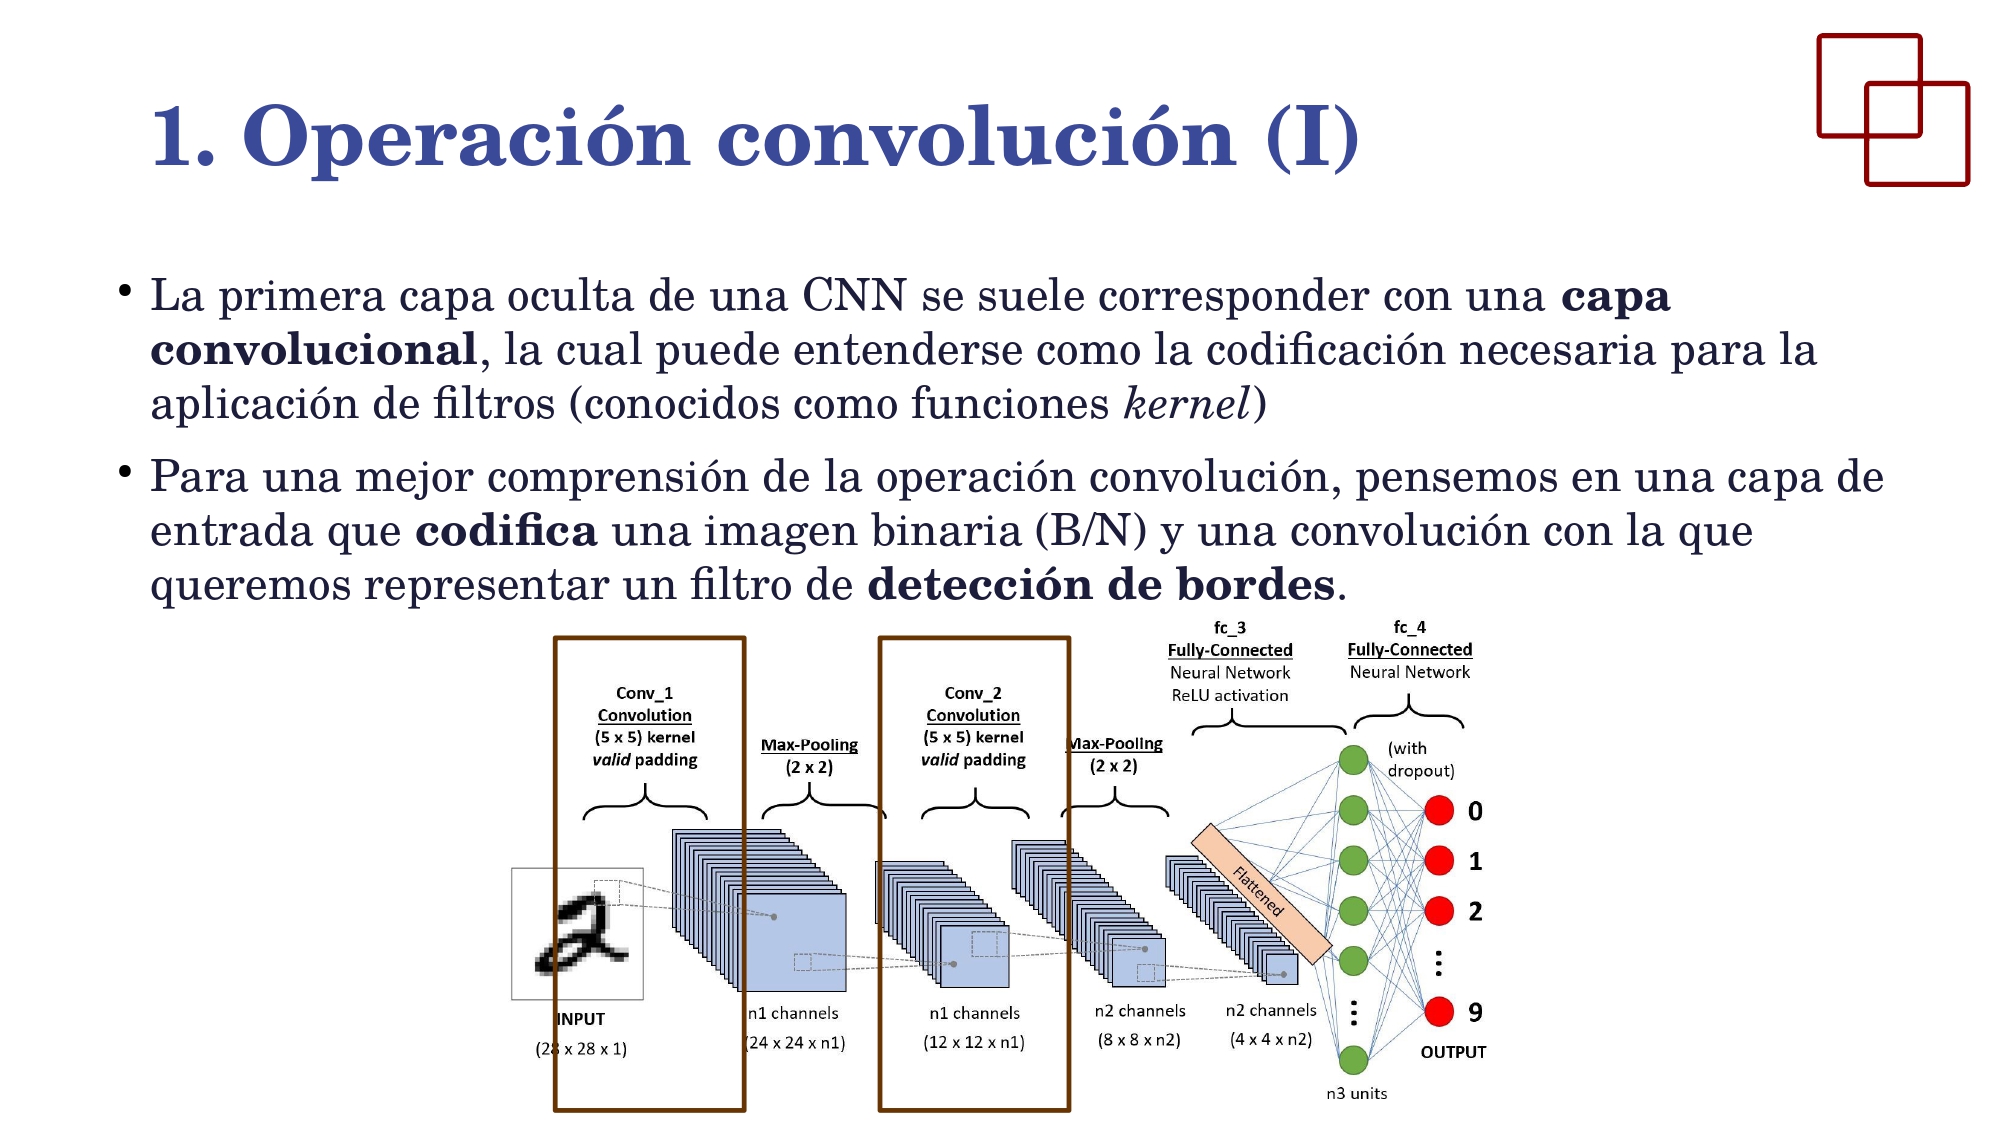 1. Operación convolución (I)
• La primera capa oculta de una CNN se suele corresponder con una capa
convolucional, la cual puede entenderse como la codificación necesaria para la
aplicación de filtros (conocidos como funciones kernel)
• Para una mejor comprensión de la operación convolución, pensemos en una capa de
entrada que codifica una imagen binaria (B/N) y una convolución con la que
queremos representar un filtro de detección de bordes.
Conv_1
Convolution
(5 x 5) kernel
valid padding
Max-Pooling
(2 x 2)
Conv_2
Convolution
(5 x 5) kernel
valid padding
Max-Pooling
(2 x 2)
fc_3
Fully-Connected
Neural Network
ReLU activation
fc_4
Fully-Connected
Neural Network
(with
dropout)
2
Flattened
0
1
2
⋮
9
⋮
INPUT
(28 x 28 x 1)
n1 channels
(24 x 24 x n1)
n1 channels
(12 x 12 x n1)
n2 channels
(8 x 8 x n2)
n2 channels
(4 x 4 x n2)
OUTPUT
n3 units